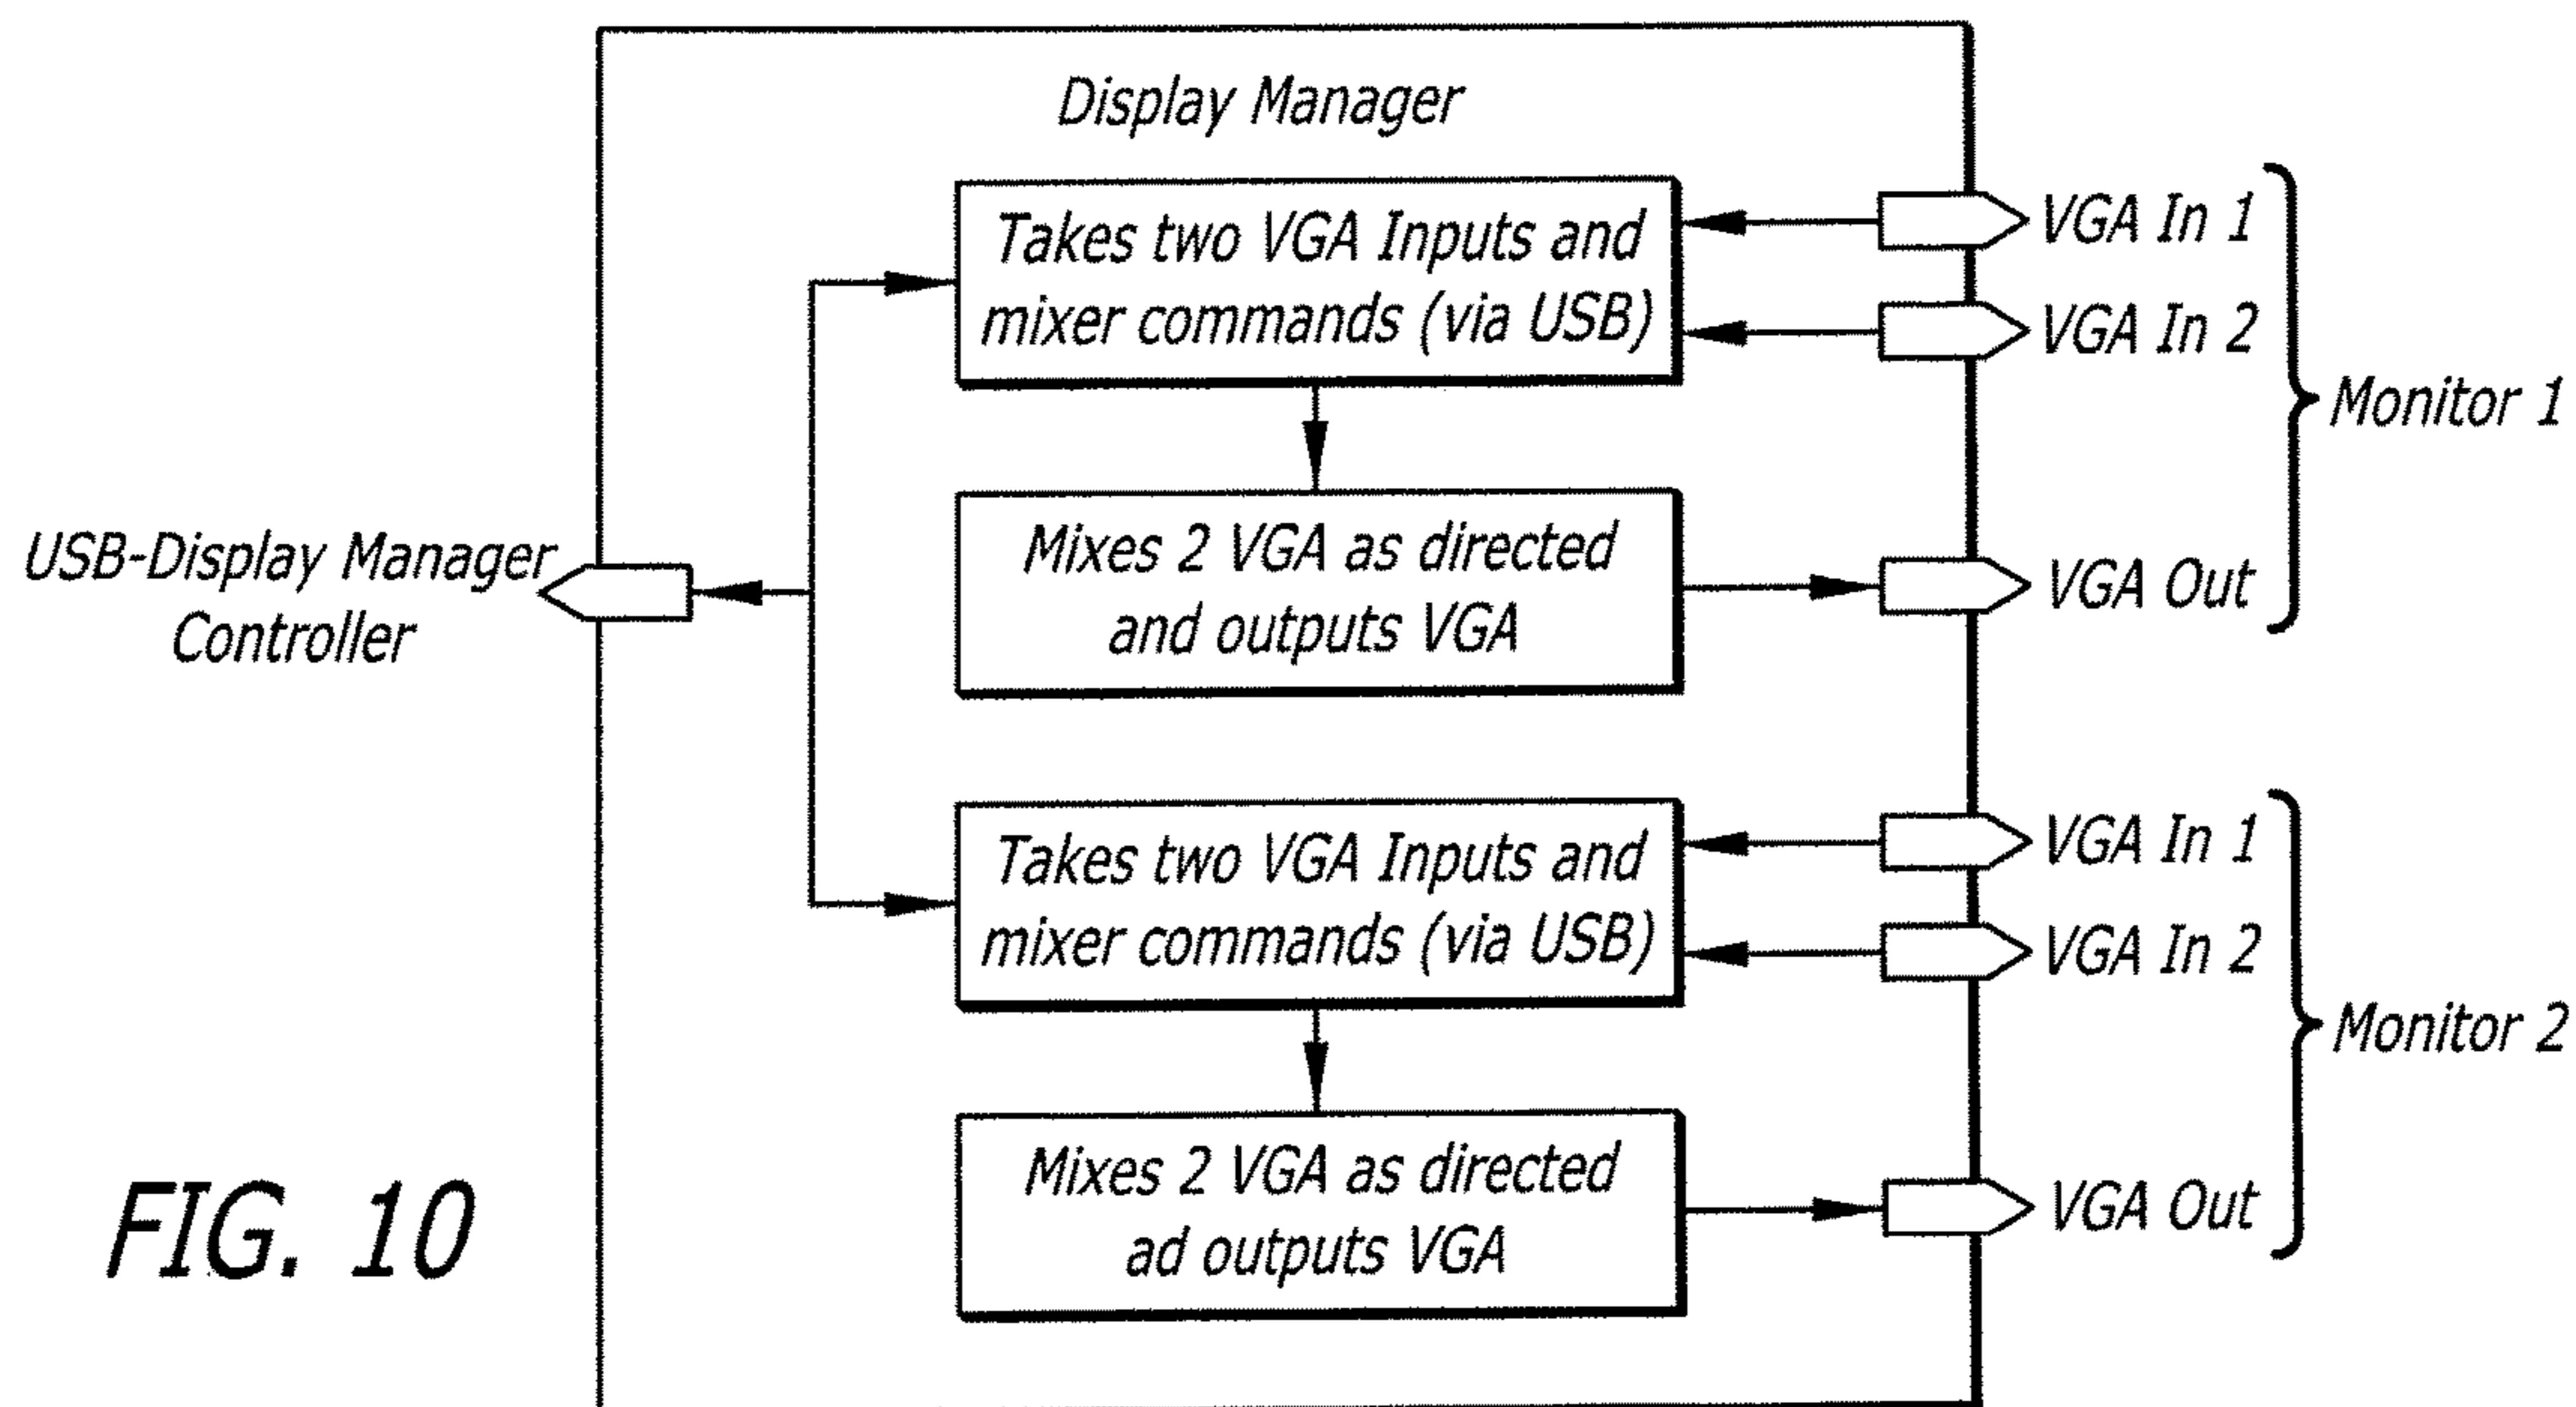 Display Manager
Takes two VGA Inputs and
mixer commands (via USB)
VGA In 1
VGA In 2
Monitor 1
Mixes 2 VGA as directed
and outputs VGA
VGA Out
USB-Display Manager
Controller
Takes two VGA Inputs and
mixer commands (via USB)
VGA In 1
VGA In 2
Monitor 2
Mixes 2 VGA as directed
ad outputs VGA
VGA Out
FIG. 10